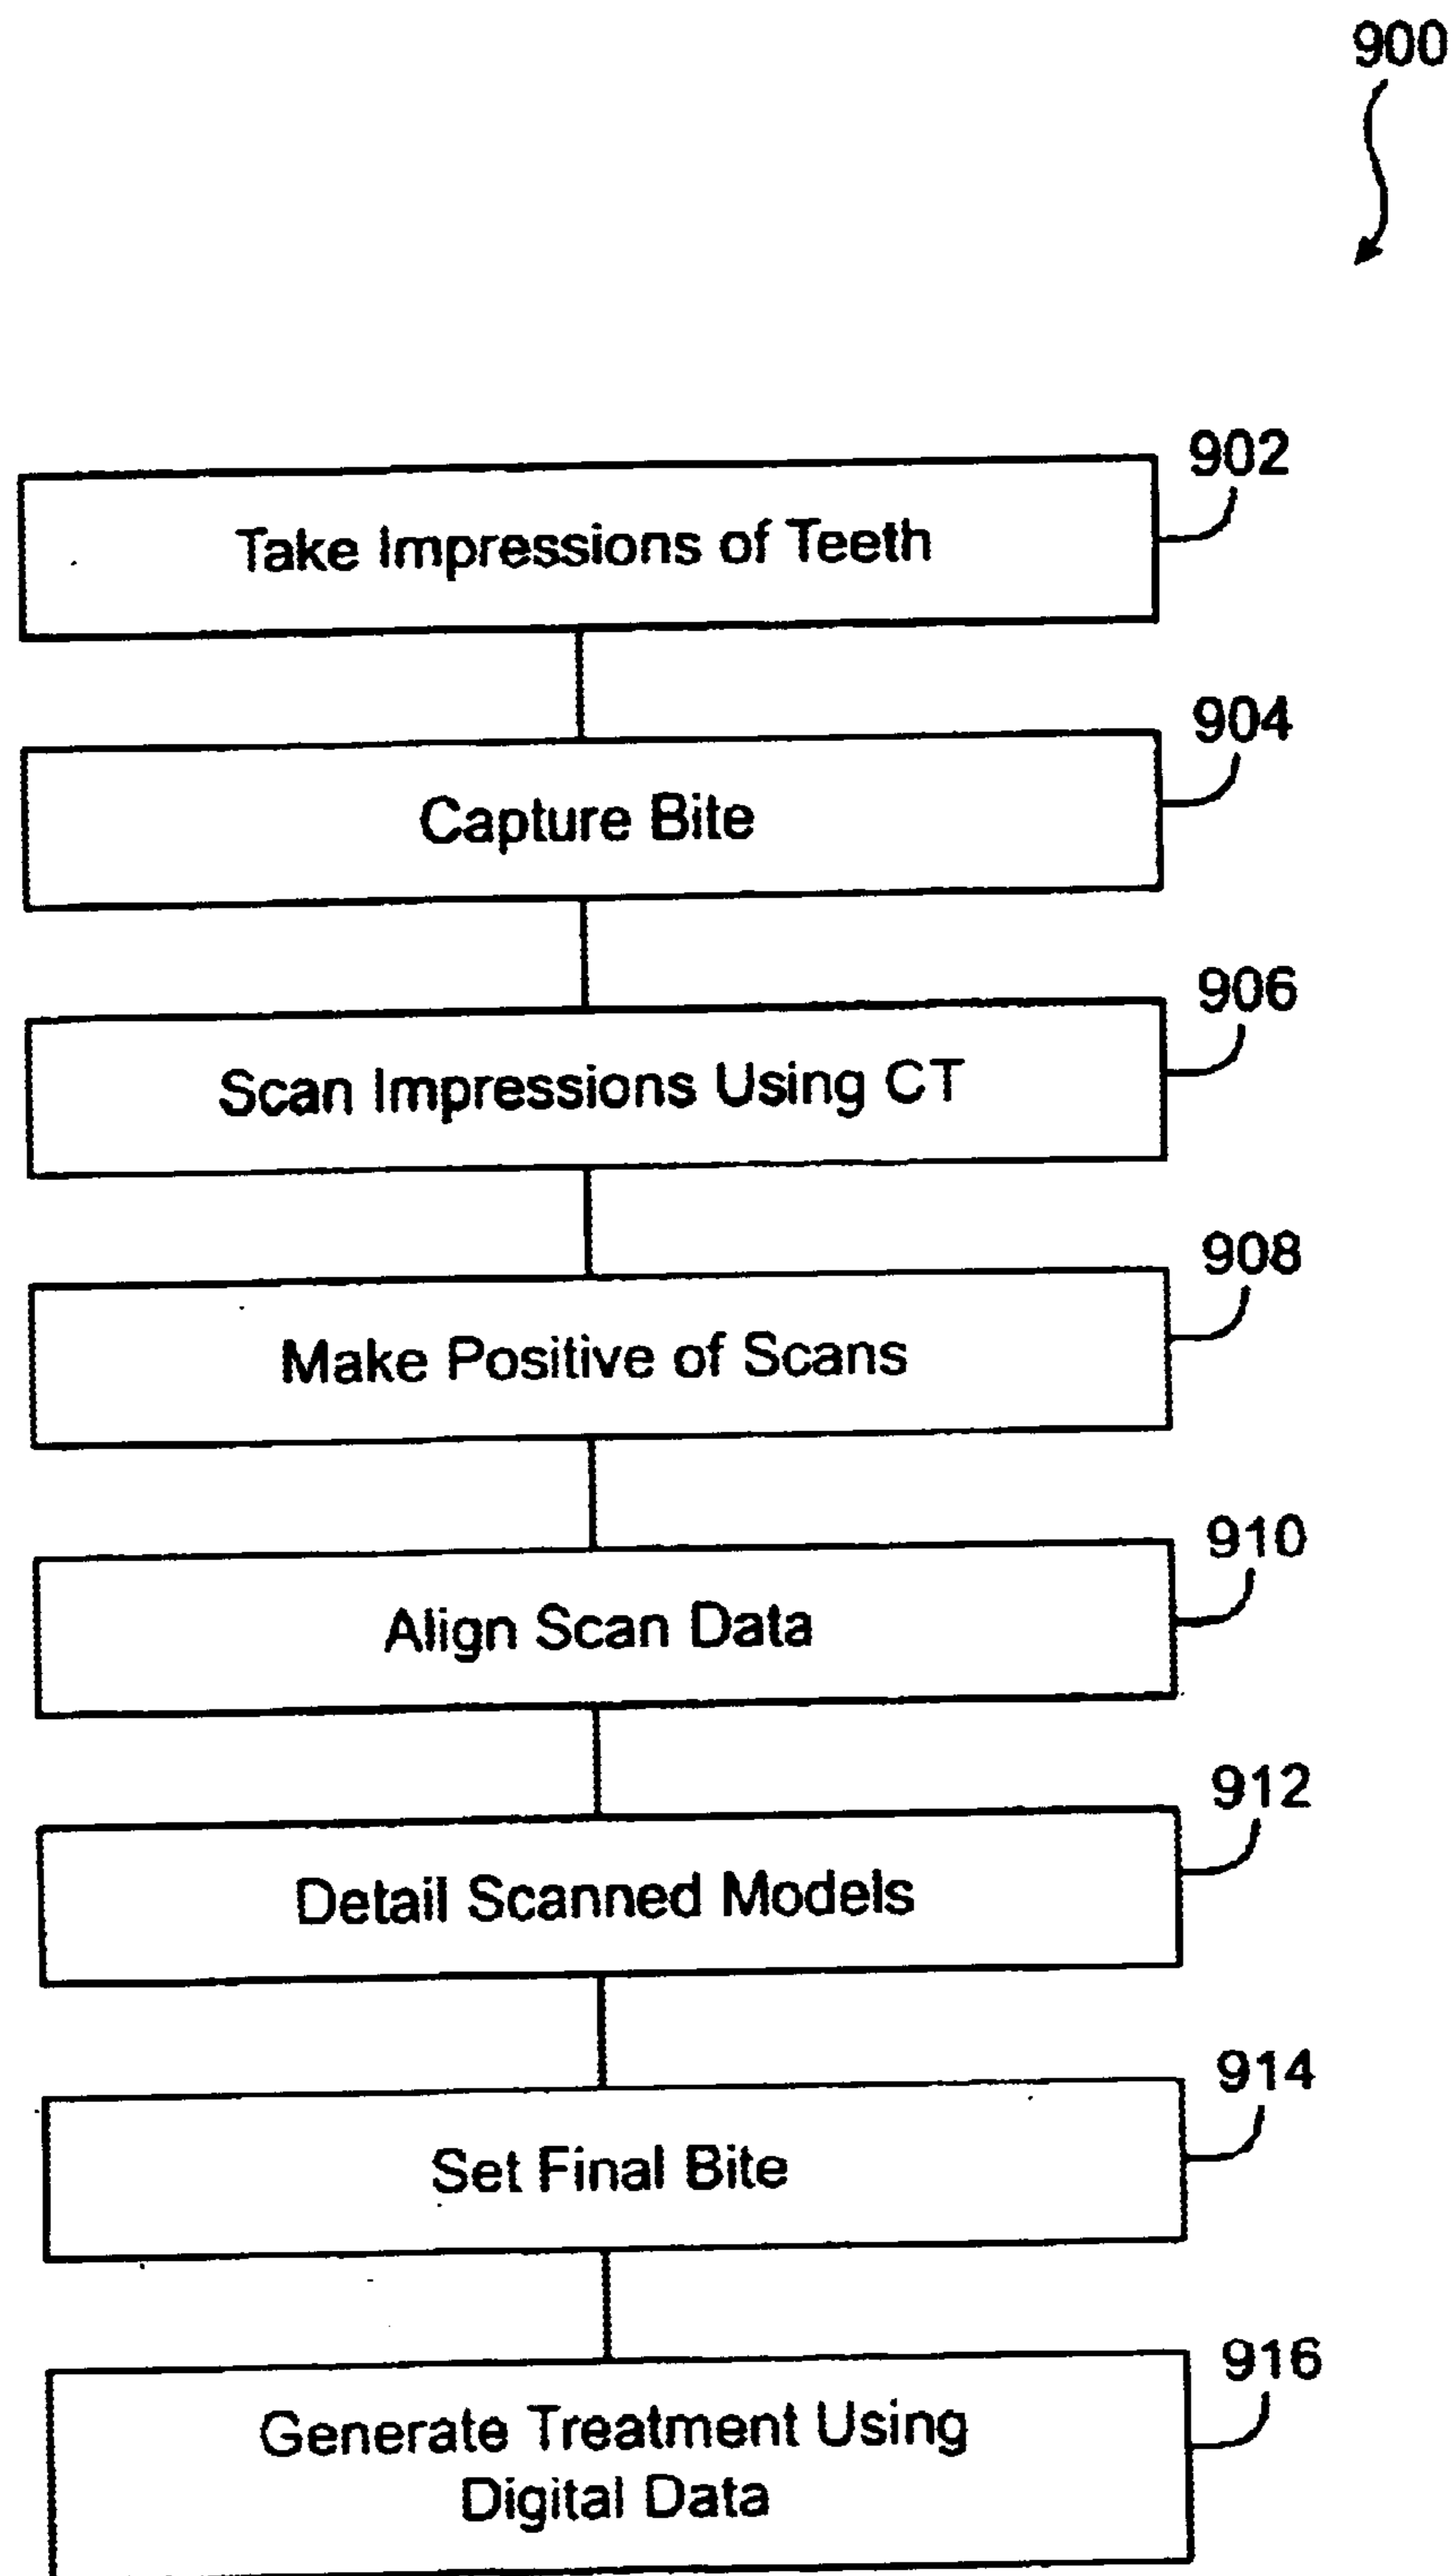 900
902
Take Impressions of Teeth
904
Capture Bite
906
Scan Impressions Using CT
908
Make Positive of Scans
910
Align Scan Data
912
Detail Scanned Models
914
Set Final Bite
916
Generate Treatment Using
Digital Data